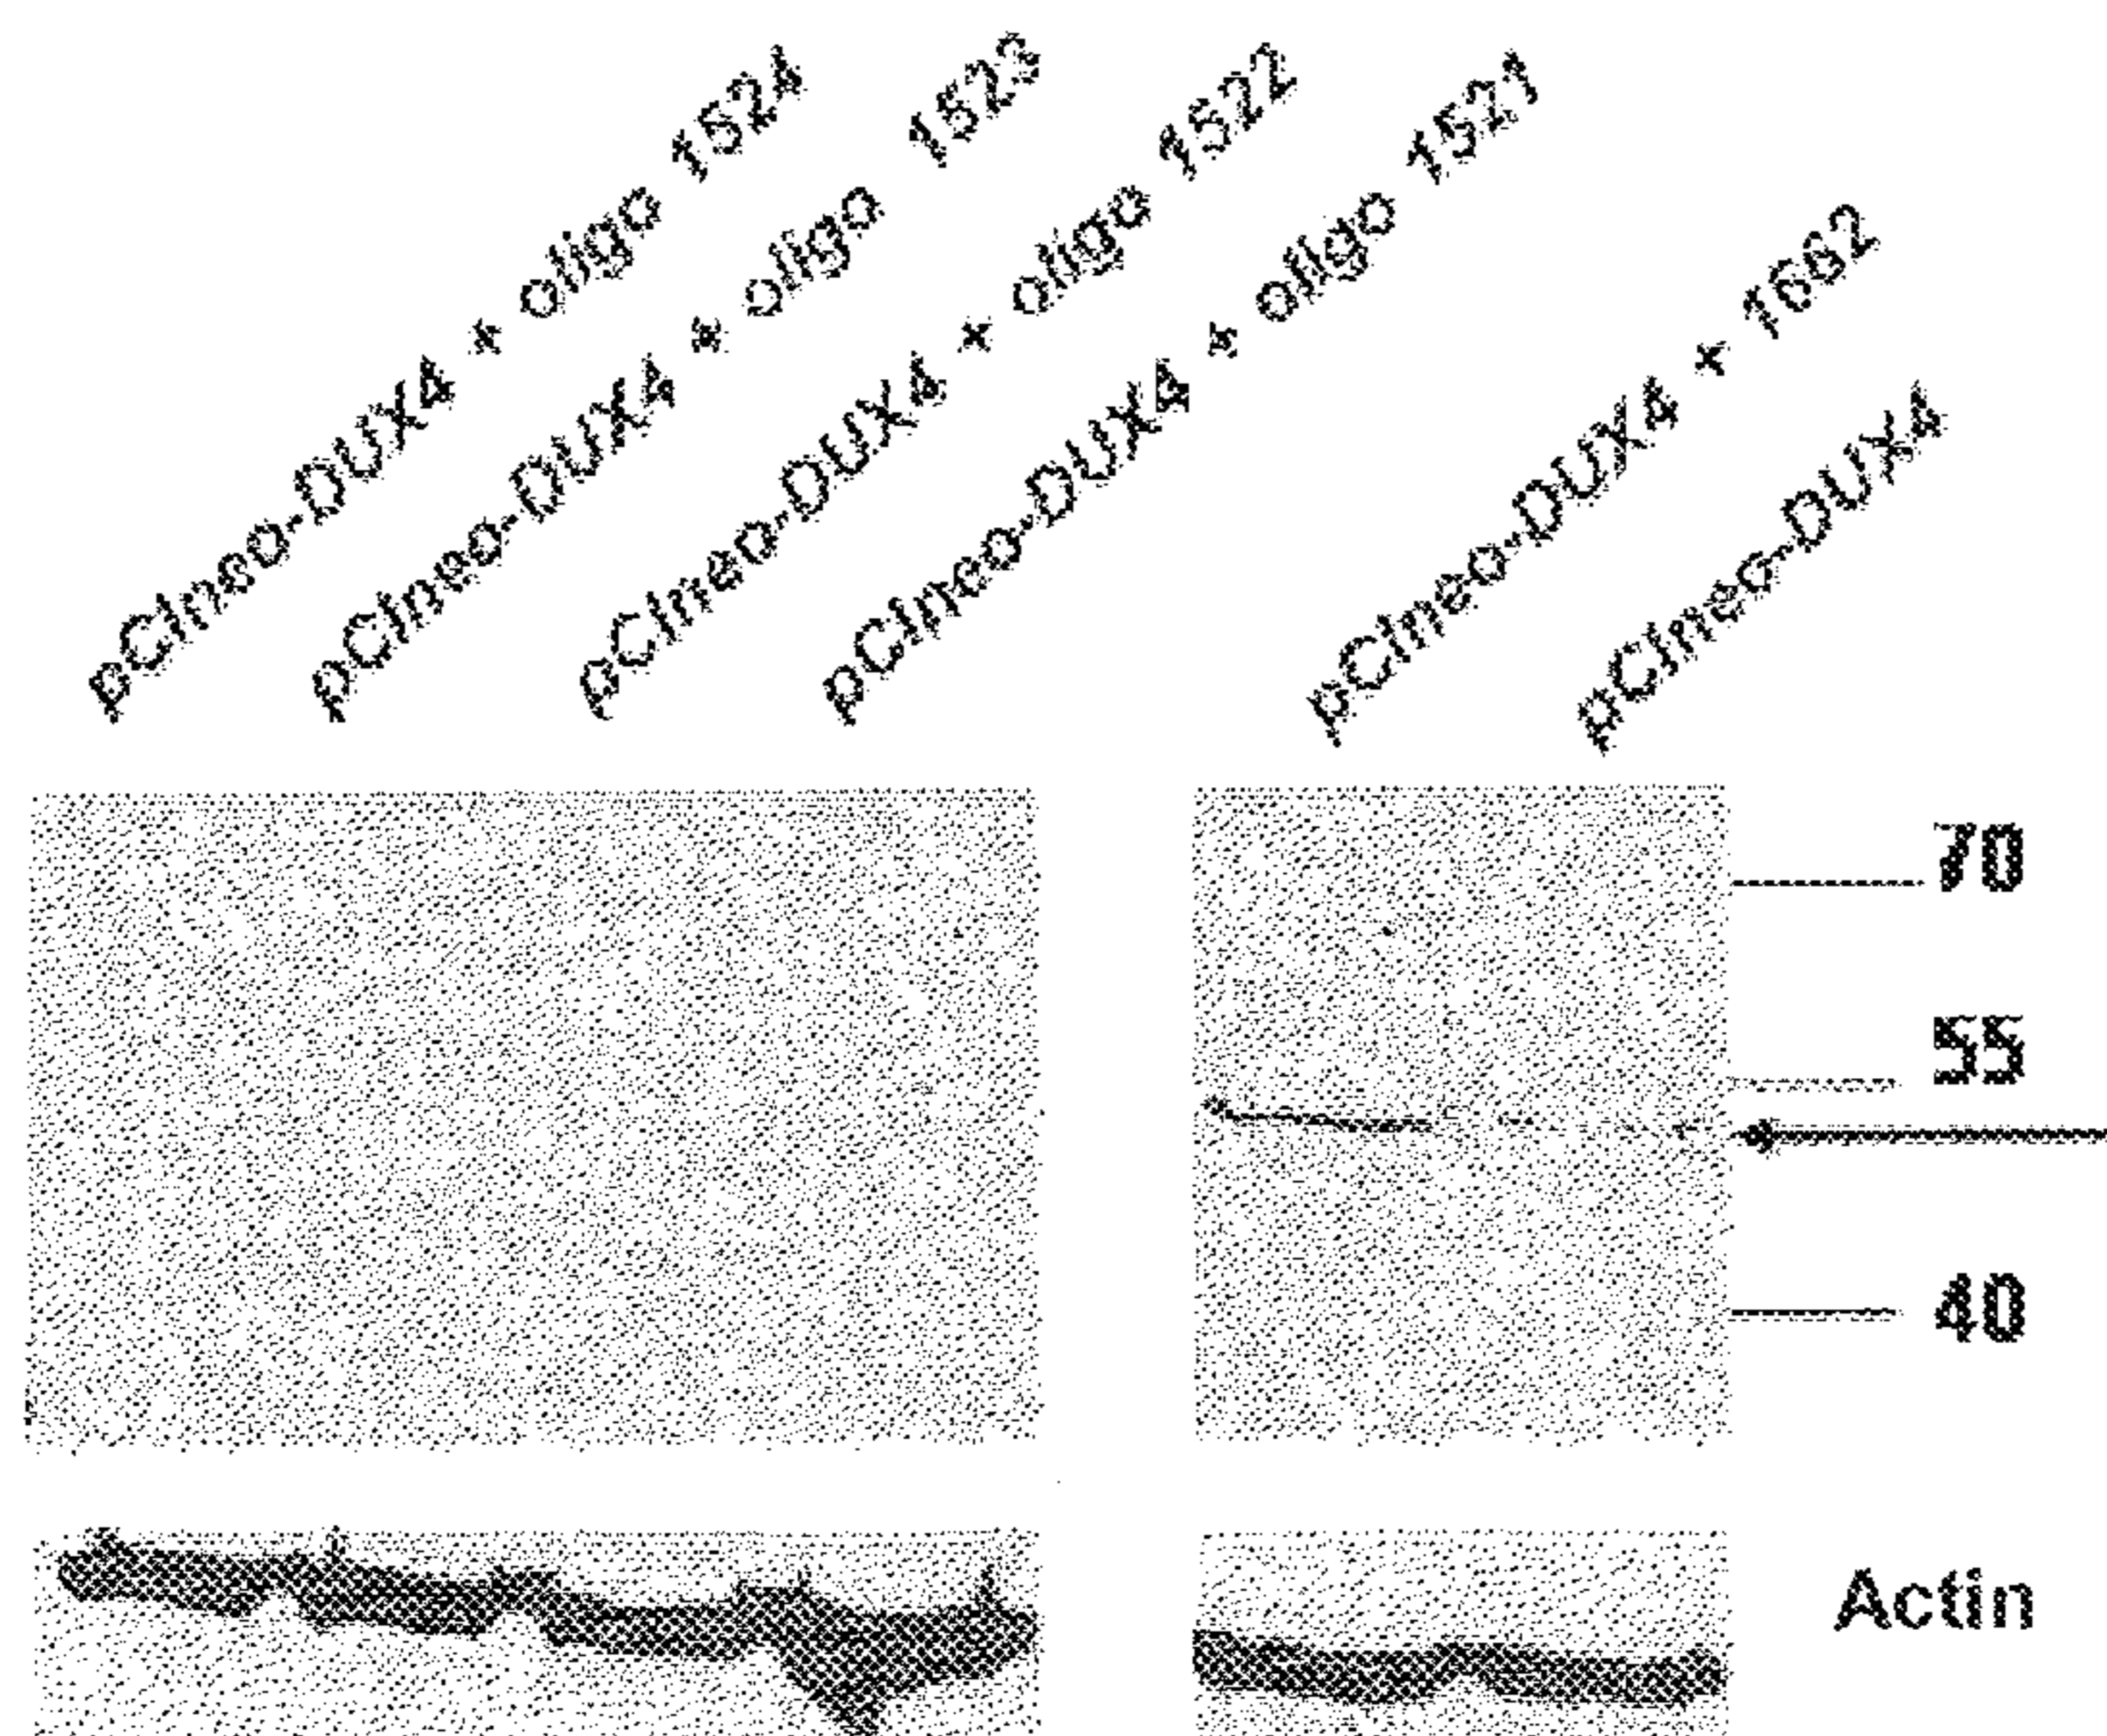 pCIneo-DUX4 + oligo 1524
pCIneo-DUX4 + oligo 1523
pCIneo-DUX4 + oligo 1522
pCIneo-DUX4 + oligo 1521
pCIneo-DUX4 + 1662
pCIneo-DUX4
70
55
40
Actin